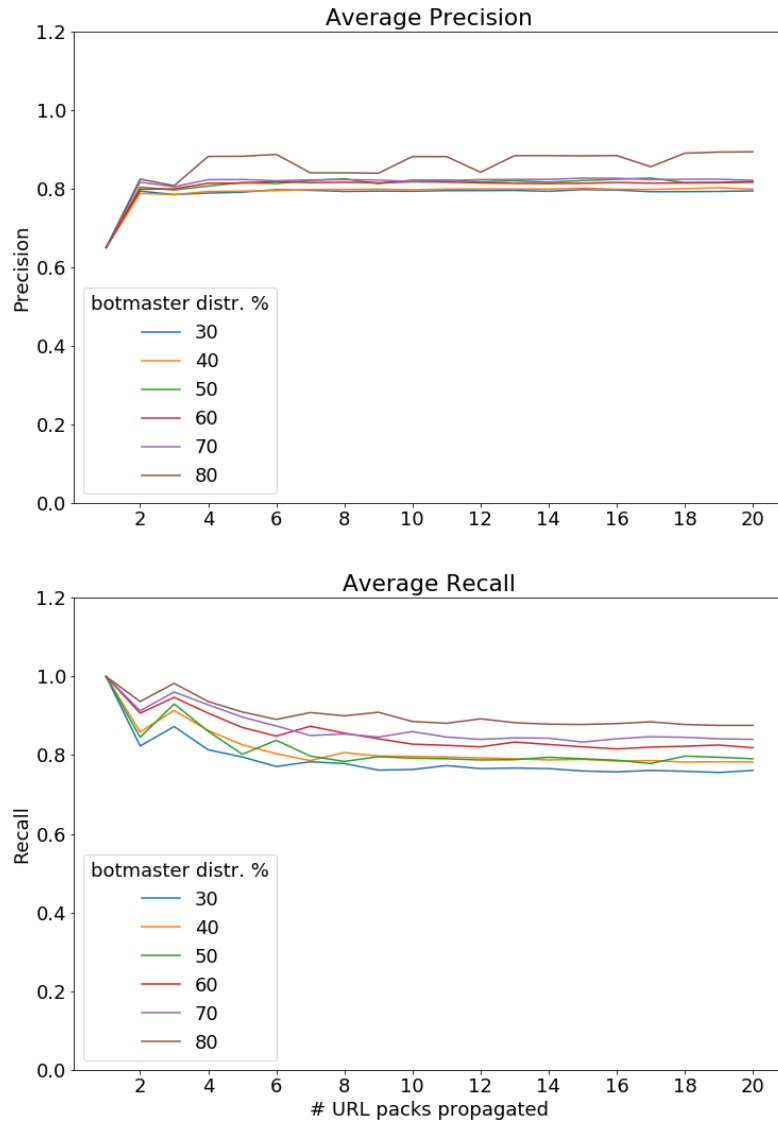 Average Precision
1.2
1.0
0.8
0.6
0.4
0.2
0.0
Precision
botmaster distr. %
30
40
50
60
70
80
2 4 6 8 10 12 14 16 18 20
Average Recall
1.2
1.0
0.8
0.6
0.4
0.2
0.0
Recall
botmaster distr. %
30
40
50
60
70
80
2 4 6 8 10 12 14 16 18 20
# URL packs propagated